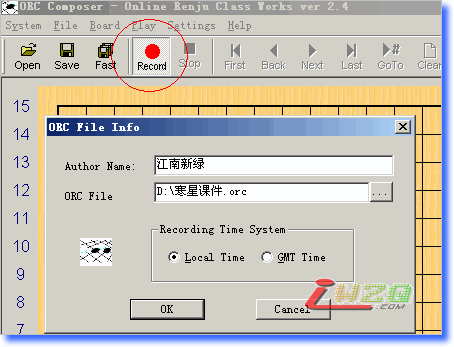 ORC Composer - Online Renju Class Works ver 2.4
System File Board Play Settings Help
Open Save Fast Record Stop First Back Next Last GoTo Clear
15
14
ORC File Info
13
Author Name: 江南新绿
12
ORC File D:\寒星课件.orc ...
11
10
Recording Time System
Local Time GMT Time
9
8
OK Cancel
7
iWZQ
.COM